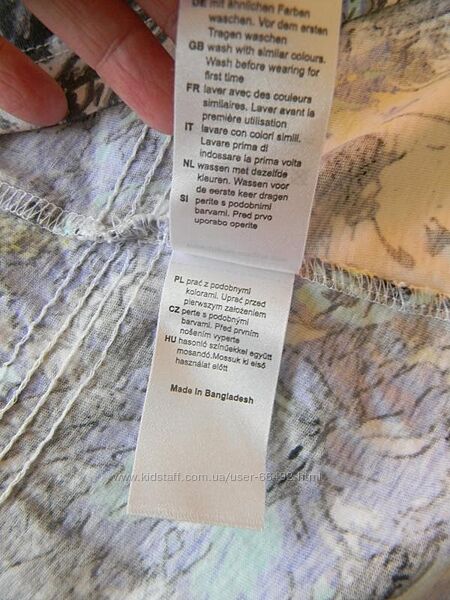 DE mit ähnlichen Farben
waschen. Vor dem ersten
Tragen waschen
GB wash with similar colours.
Wash before wearing for
first time
FR laver avec des couleurs
similaires. Laver avant la
première utilisation
IT lavare con colori simili.
Lavare prima di
indossare la prima volta
NL wassen met dezelfde
kleuren. Wassen voor
de eerste keer dragen
SI perite s podobnimi
barvami. Pred prvo
uporabo operite
PL prać z podobnymi
kolorami. Uprać przed
pierwszym założeniem
CZ perte s podobnými
barvami. Před prvním
nošením vyperte
HU hasonló színűekkel együtt
mosandó.Mossuk ki első
használat előtt
Made in Bangladesh
www.kidstaff.com.ua/user-68492.html